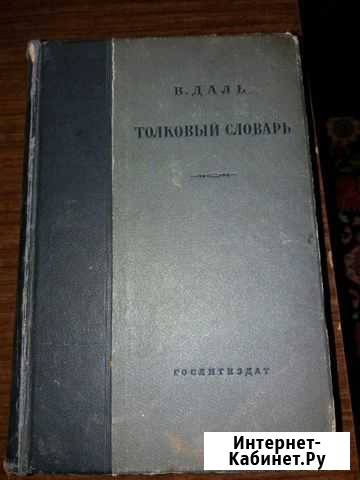 В. ДАЛЬ
ТОЛКОВЫЙ СЛОВАРЬ
ГОСЛИТИЗДАТ
Интернет-
Кабинет.Ру